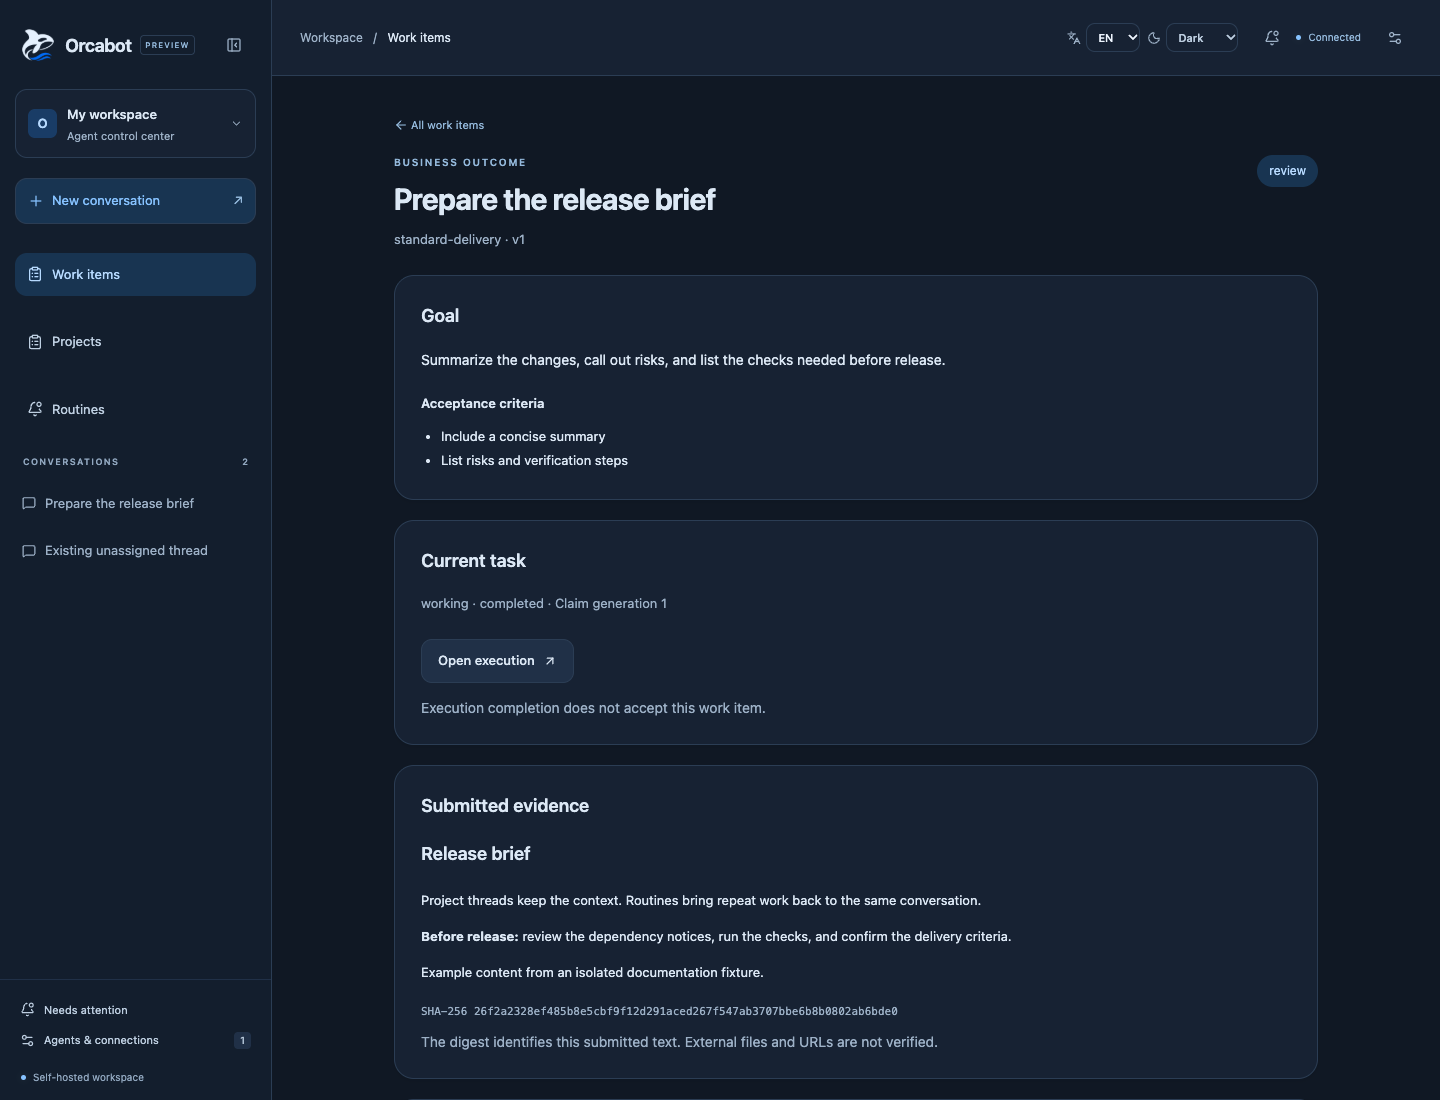 Orcabot PREVIEW
My workspace
O
Agent control center
New conversation
Work items
Projects
Routines
CONVERSATIONS 2
Prepare the release brief
Existing unassigned thread
Needs attention
Agents & connections 1
Self-hosted workspace
Workspace / Work items
EN
Dark
Connected
All work items
BUSINESS OUTCOME
Prepare the release brief
review
standard-delivery · v1
Goal
Summarize the changes, call out risks, and list the checks needed before release.
Acceptance criteria
• Include a concise summary
• List risks and verification steps
Current task
working · completed · Claim generation 1
Open execution
Execution completion does not accept this work item.
Submitted evidence
Release brief
Project threads keep the context. Routines bring repeat work back to the same conversation.
Before release: review the dependency notices, run the checks, and confirm the delivery criteria.
Example content from an isolated documentation fixture.
SHA-256 26f2a2328ef485b8e5cbf9f12d291aced267f547ab3707bbe6b8b0802ab6bde0
The digest identifies this submitted text. External files and URLs are not verified.